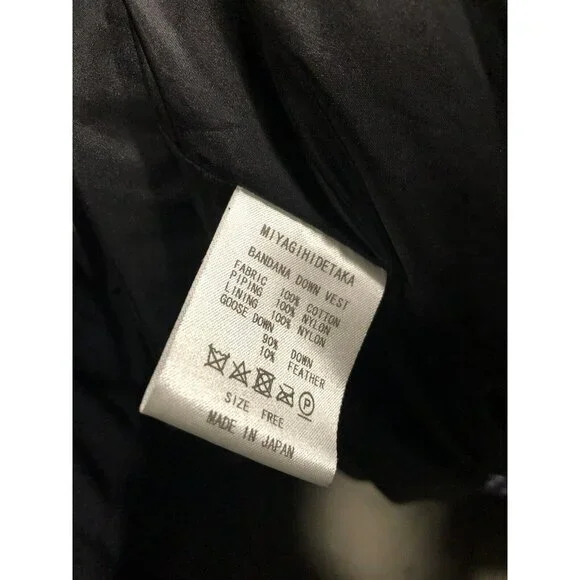 MIYAGIHIDETAKA
BANDANA DOWN VEST
FABRIC 100% COTTON
PIPING 100% NYLON
LINING 100% NYLON
GOOSE DOWN
90% DOWN
10% FEATHER
P
SIZE FREE
MADE IN JAPAN